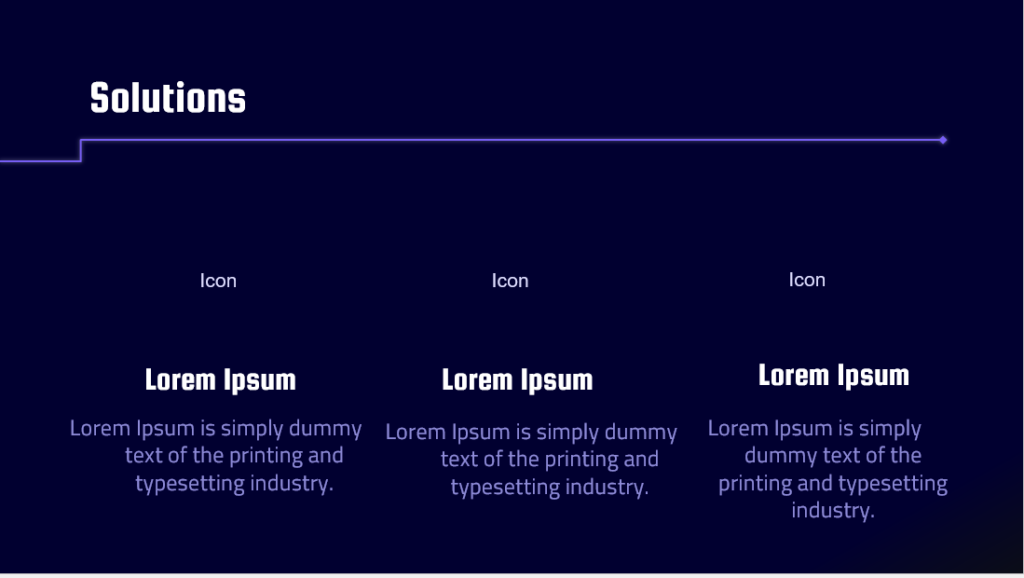 Solutions
Icon
Icon
Icon
Lorem Ipsum
Lorem Ipsum is simply dummy
text of the printing and
typesetting industry.
Lorem Ipsum
Lorem Ipsum is simply dummy
text of the printing and
typesetting industry.
Lorem Ipsum
Lorem Ipsum is simply
dummy text of the
printing and typesetting
industry.